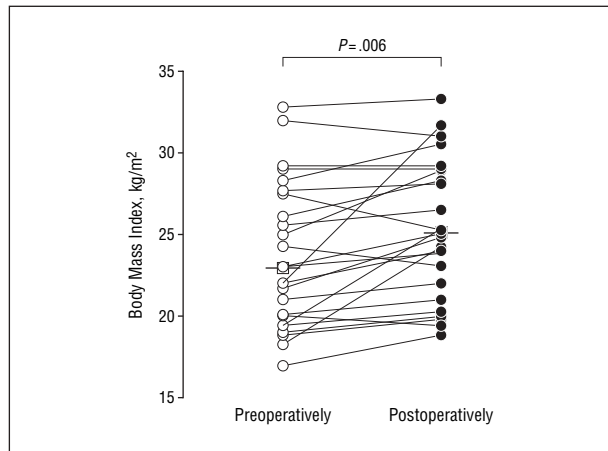 P=.006
35
30
25
20
15
Body Mass Index, kg/m²
Preoperatively
Postoperatively